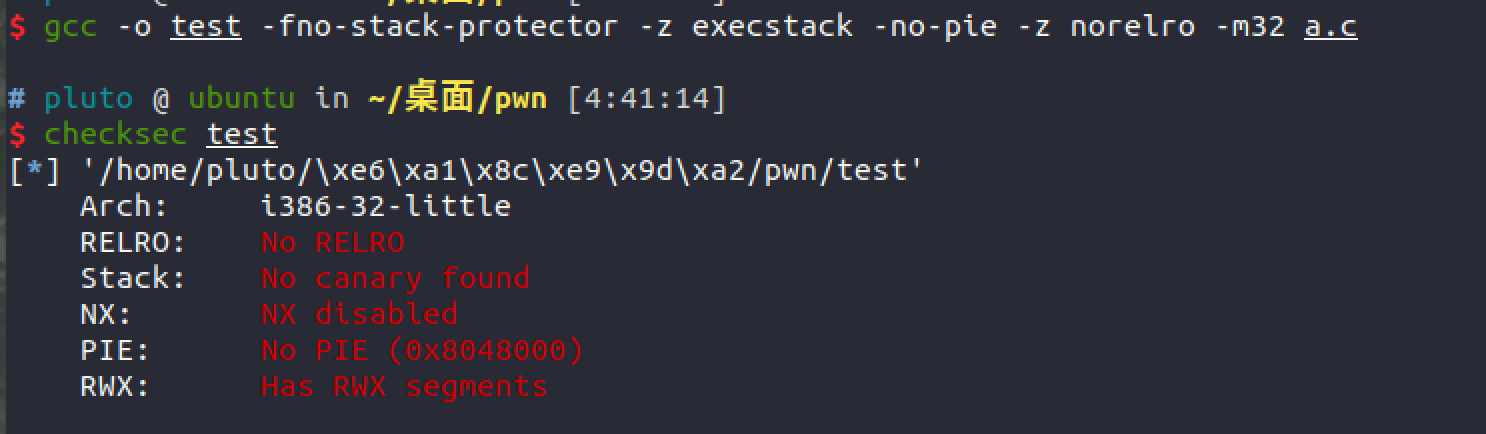 $ gcc -o test -fno-stack-protector -z execstack -no-pie -z norelro -m32 a.c
# pluto @ ubuntu in ~/桌面/pwn [4:41:14]
$ checksec test
[*] '/home/pluto/\xe6\xa1\x8c\xe9\x9d\xa2/pwn/test'
Arch: i386-32-little
RELRO: No RELRO
Stack: No canary found
NX: NX disabled
PIE: No PIE (0x8048000)
RWX: Has RWX segments